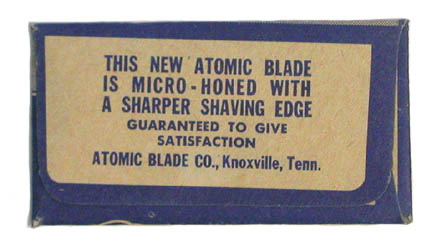 THIS NEW ATOMIC BLADE
IS MICRO-HONED WITH
A SHARPER SHAVING EDGE
GUARANTEED TO GIVE
SATISFACTION
ATOMIC BLADE CO., Knoxville, Tenn.